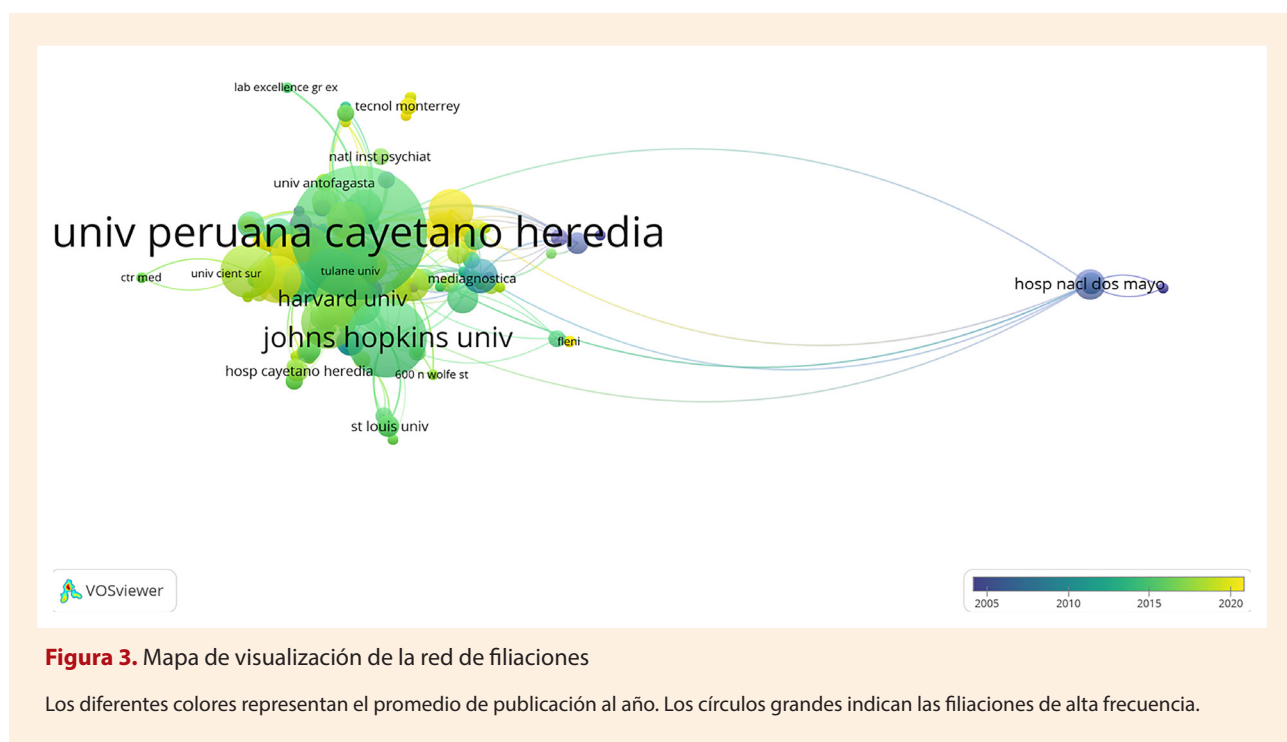 lab excellence gr ex
tecnol monterrey
natl inst psychiat
univ antofagasta
univ peruana cayetano heredia
ctr med
univ cient sur
tulane univ
mediagnostica
hosp nacl dos mayo
harvard univ
johns hopkins univ
fleni
hosp cayetano heredia
600 n wolfe st
st louis univ
VOSviewer
2005 2010 2015 2020
Figura 3. Mapa de visualización de la red de filiaciones
Los diferentes colores representan el promedio de publicación al año. Los círculos grandes indican las filiaciones de alta frecuencia.